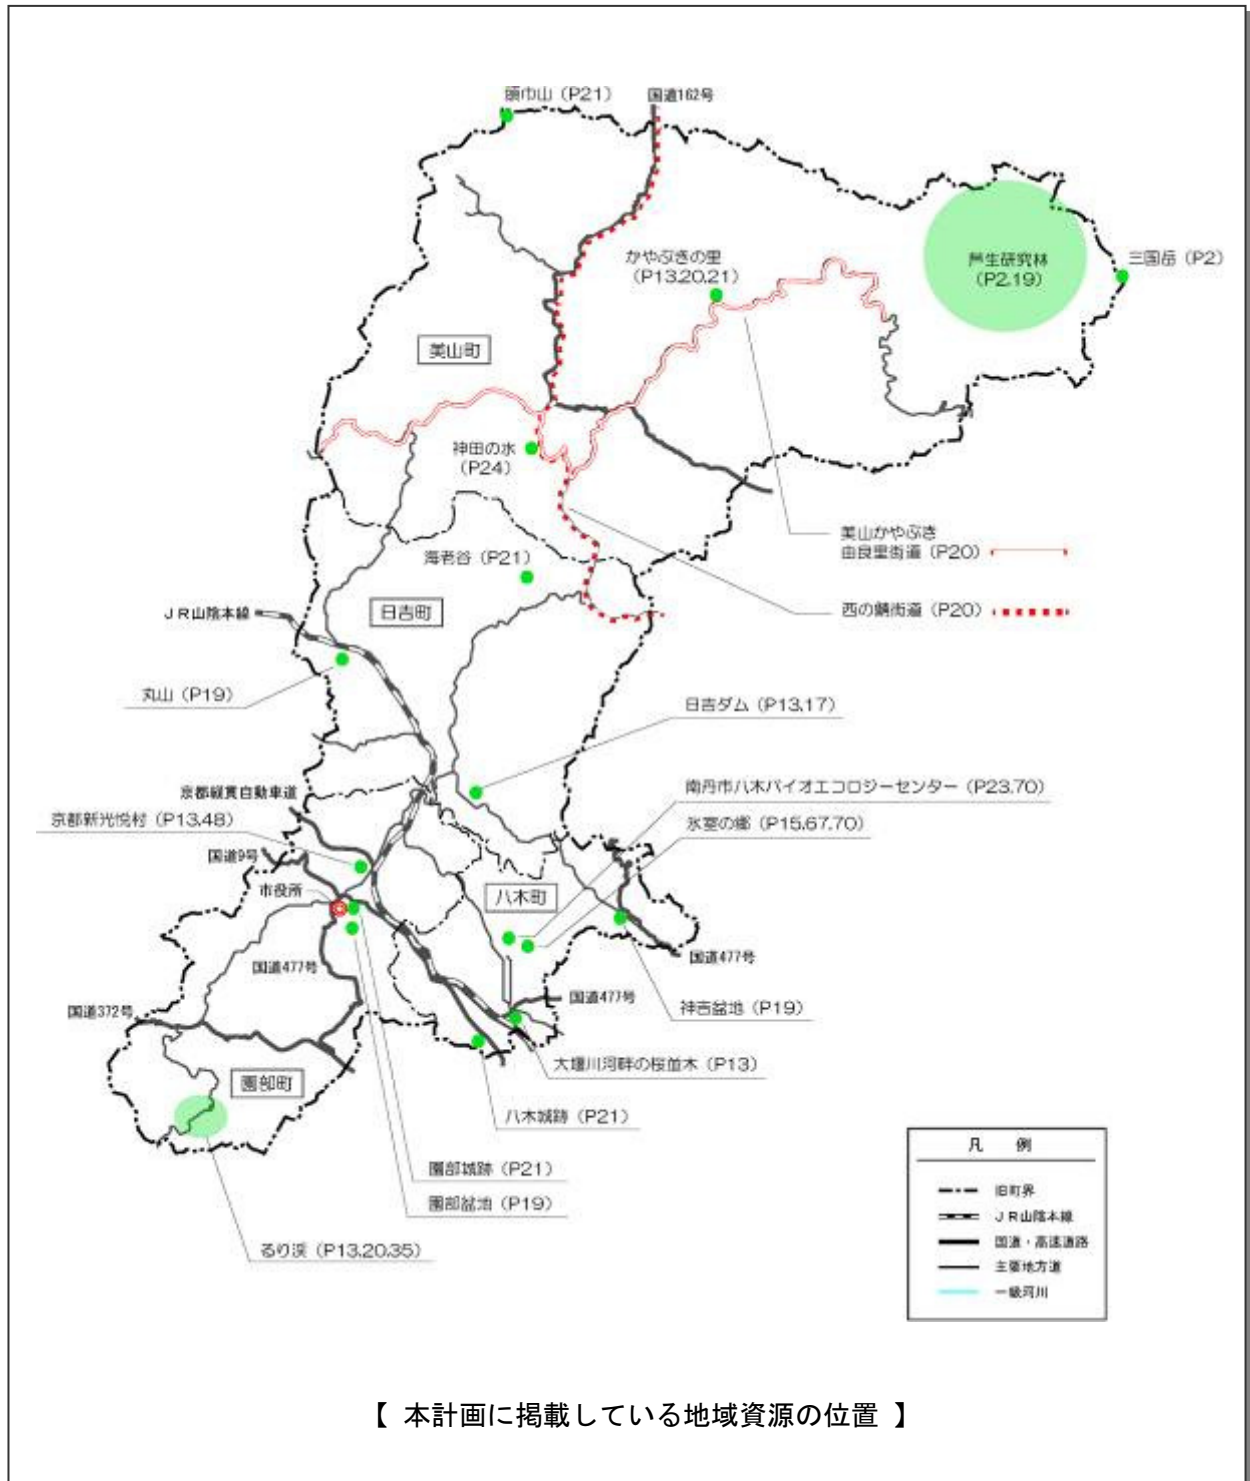 頭巾山（P21）
国道162号
かやぶきの里
（P13.20.21）
芦生研究林
（P2.19）
三国岳（P2）
美山町
神田の水
（P24）
美山かやぶき
由良里街道（P20）
海老谷（P21）
西の鯖街道（P20）
JR山陰本線
日吉町
丸山（P19）
日吉ダム（P13.17）
京都縦貫自動車道
南丹市八木バイオエコロジーセンター（P23.70）
京都新光悦村（P13.48）
氷室の郷（P15.67.70）
国道9号
市役所
八木町
国道477号
国道477号
国道477号
国道372号
神吉盆地（P19）
大堰川河畔の桜並木（P13）
園部町
八木城跡（P21）
園部城跡（P21）
園部盆地（P19）
るり渓（P13.20.35）
凡 例
旧町界
JR山陰本線
国道・高速道路
主要地方道
一級河川
【 本計画に掲載している地域資源の位置 】